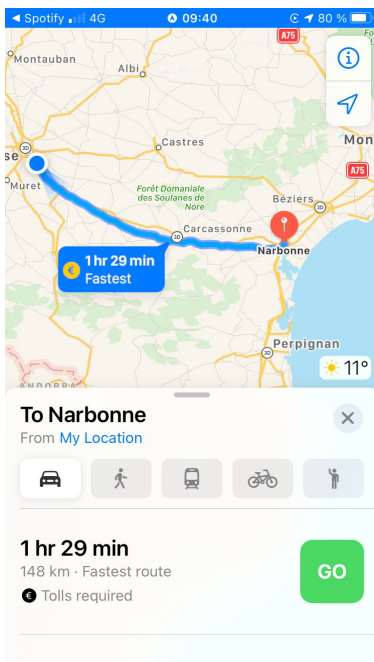 Spotify 4G 09:40 80 %
A75
Montauban
Albi
Castres
Mon
se
A75
Muret
Forêt Domaniale
des Soulanes de
Nore
Béziers
Carcassonne
1 hr 29 min
Fastest
Narbonne
Perpignan
11°
ANDORRA
To Narbonne
From My Location
1 hr 29 min
148 km · Fastest route
€ Tolls required
GO